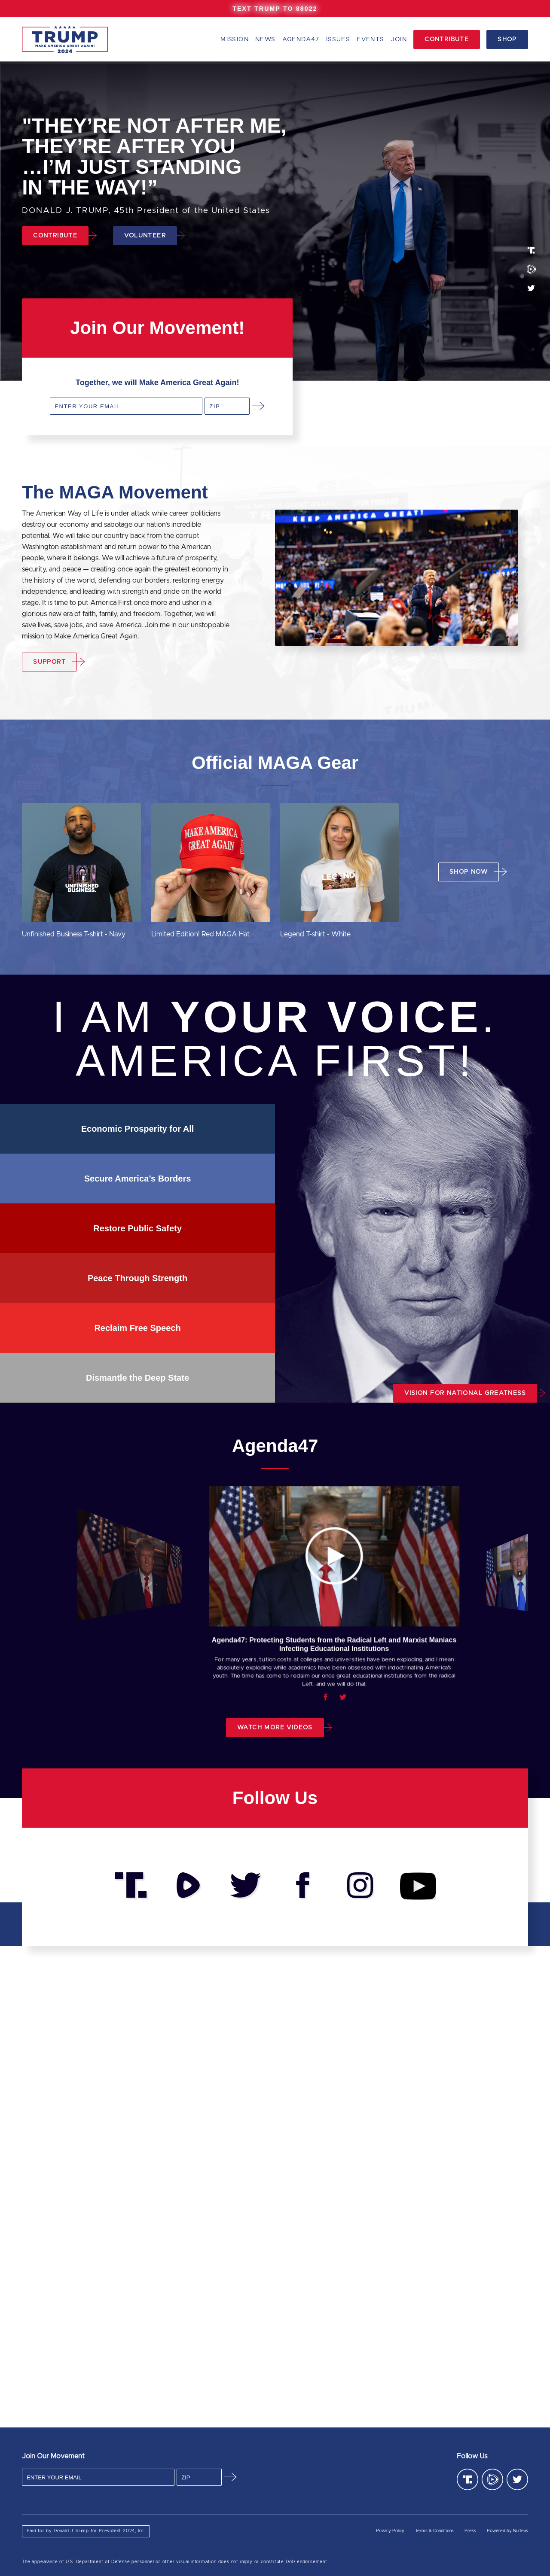 TEXT TRUMP TO 88022
TRUMP
MAKE AMERICA GREAT AGAIN!
2024
MISSION NEWS AGENDA47 ISSUES EVENTS JOIN CONTRIBUTE SHOP
"THEY’RE NOT AFTER ME,
THEY’RE AFTER YOU
…I’M JUST STANDING
IN THE WAY!”
DONALD J. TRUMP, 45th President of the United States
CONTRIBUTE VOLUNTEER
Join Our Movement!
Together, we will Make America Great Again!
ENTER YOUR EMAIL ZIP
The MAGA Movement
The American Way of Life is under attack while career politicians
destroy our economy and sabotage our nation's incredible
potential. We will take our country back from the corrupt
Washington establishment and return power to the American
people, where it belongs. We will achieve a future of prosperity,
security, and peace — creating once again the greatest economy in
the history of the world, defending our borders, restoring energy
independence, and leading with strength and pride on the world
stage. It is time to put America First once more and usher in a
glorious new era of faith, family, and freedom. Together, we will
save lives, save jobs, and save America. Join me in our unstoppable
mission to Make America Great Again.
KEEP AMERICA GREAT!
SUPPORT
Official MAGA Gear
UNFINISHED
BUSINESS.
MAKE AMERICA
GREAT AGAIN
SHOP NOW
Unfinished Business T-shirt - Navy
Limited Edition! Red MAGA Hat
Legend T-shirt - White
I AM YOUR VOICE.
AMERICA FIRST!
Economic Prosperity for All
Secure America’s Borders
Restore Public Safety
Peace Through Strength
Reclaim Free Speech
Dismantle the Deep State
VISION FOR NATIONAL GREATNESS
Agenda47
Agenda47: Protecting Students from the Radical Left and Marxist Maniacs
Infecting Educational Institutions
For many years, tuition costs at colleges and universities have been exploding, and I mean
absolutely exploding while academics have been obsessed with indoctrinating America's
youth. The time has come to reclaim our once great educational institutions from the radical
Left, and we will do that.
WATCH MORE VIDEOS
Follow Us
Join Our Movement
ENTER YOUR EMAIL ZIP
Follow Us
Paid for by Donald J Trump for President 2024, Inc.
Privacy Policy Terms & Conditions Press Powered by Nucleus
The appearance of U.S. Department of Defense personnel or other visual information does not imply or constitute DoD endorsement.